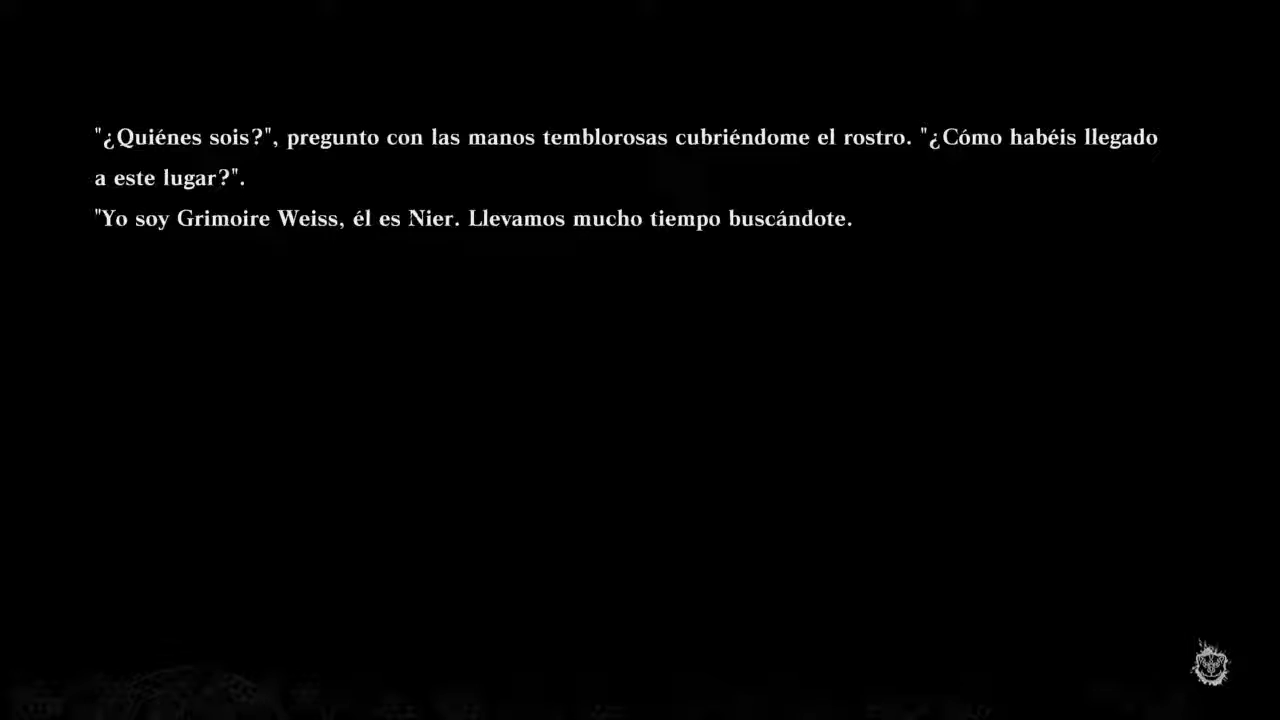 "¿Quiénes sois?", pregunto con las manos temblorosas cubriéndome el rostro. "¿Cómo habéis llegado
a este lugar?".
"Yo soy Grimoire Weiss, él es Nier. Llevamos mucho tiempo buscándote.